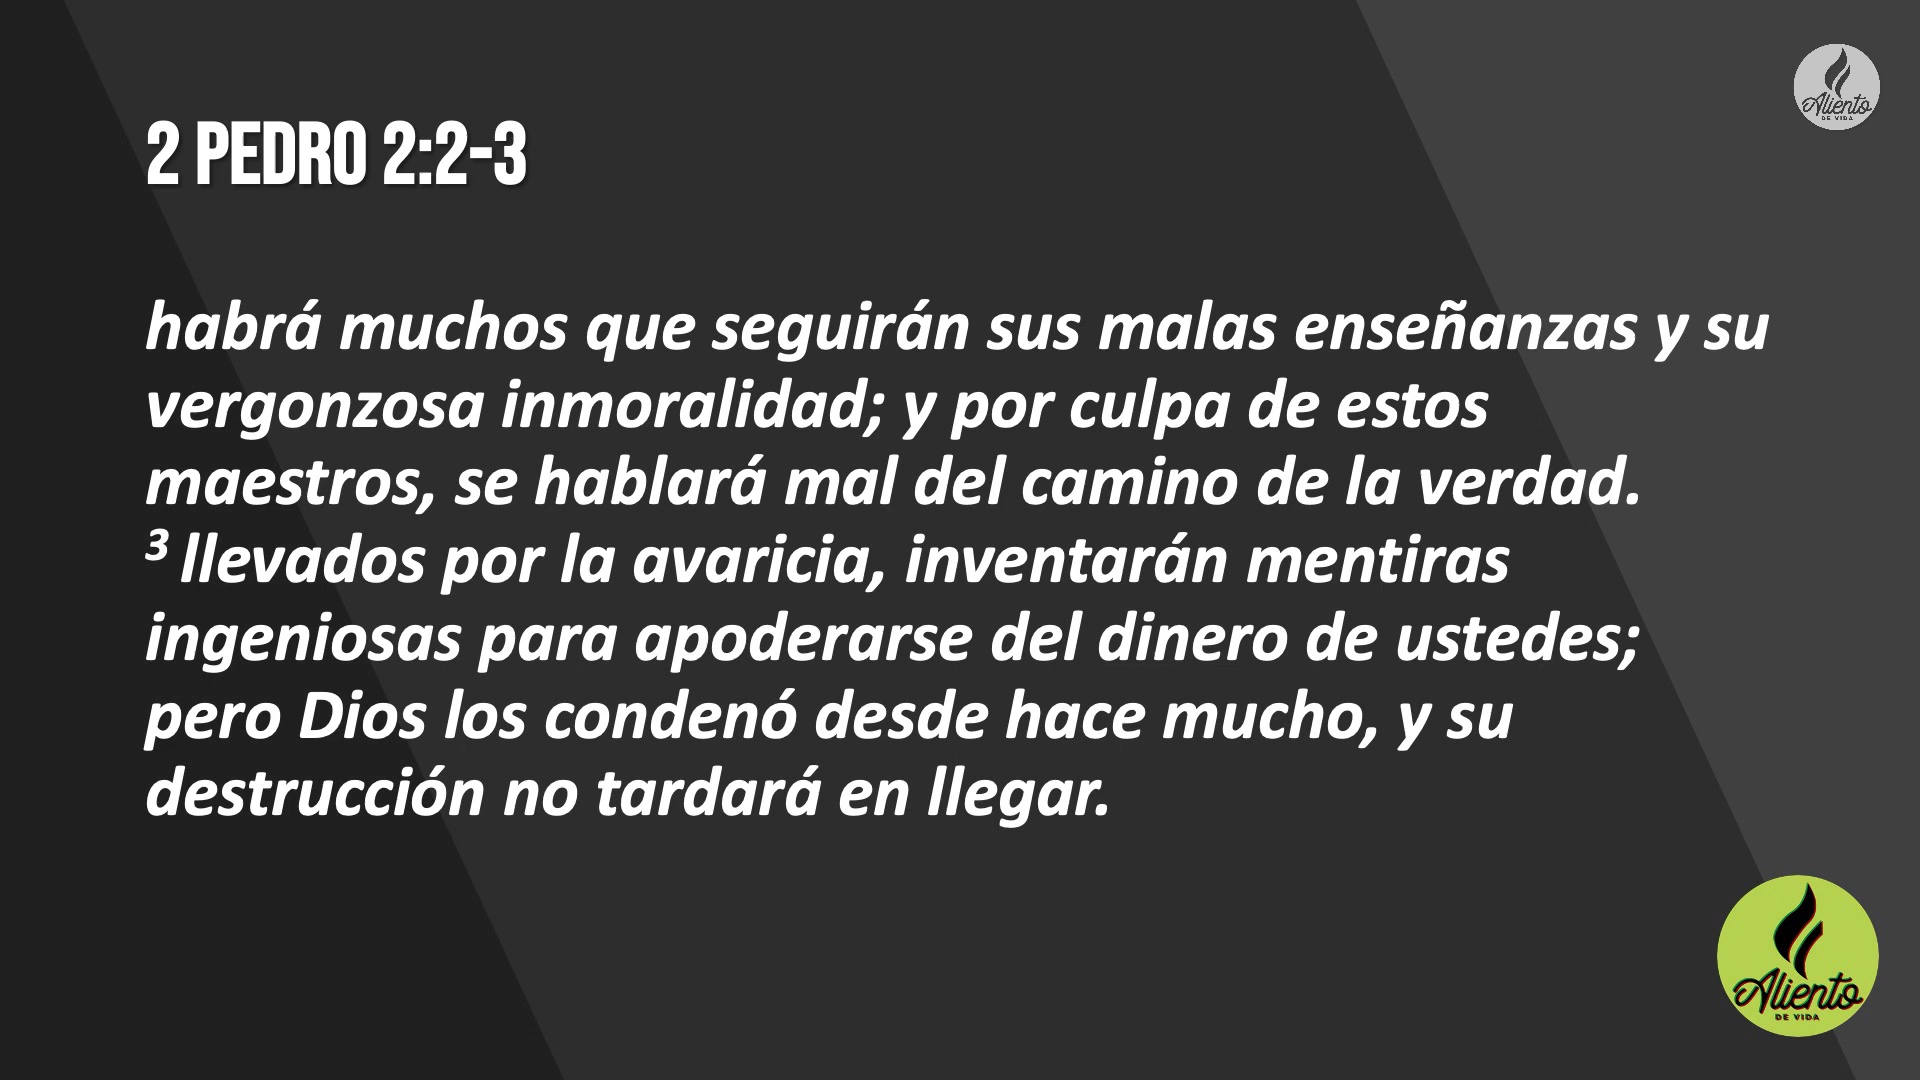 Aliento
DE VIDA
2 PEDRO 2:2-3
habrá muchos que seguirán sus malas enseñanzas y su
vergonzosa inmoralidad; y por culpa de estos
maestros, se hablará mal del camino de la verdad.
³ llevados por la avaricia, inventarán mentiras
ingeniosas para apoderarse del dinero de ustedes;
pero Dios los condenó desde hace mucho, y su
destrucción no tardará en llegar.
Aliento
DE VIDA